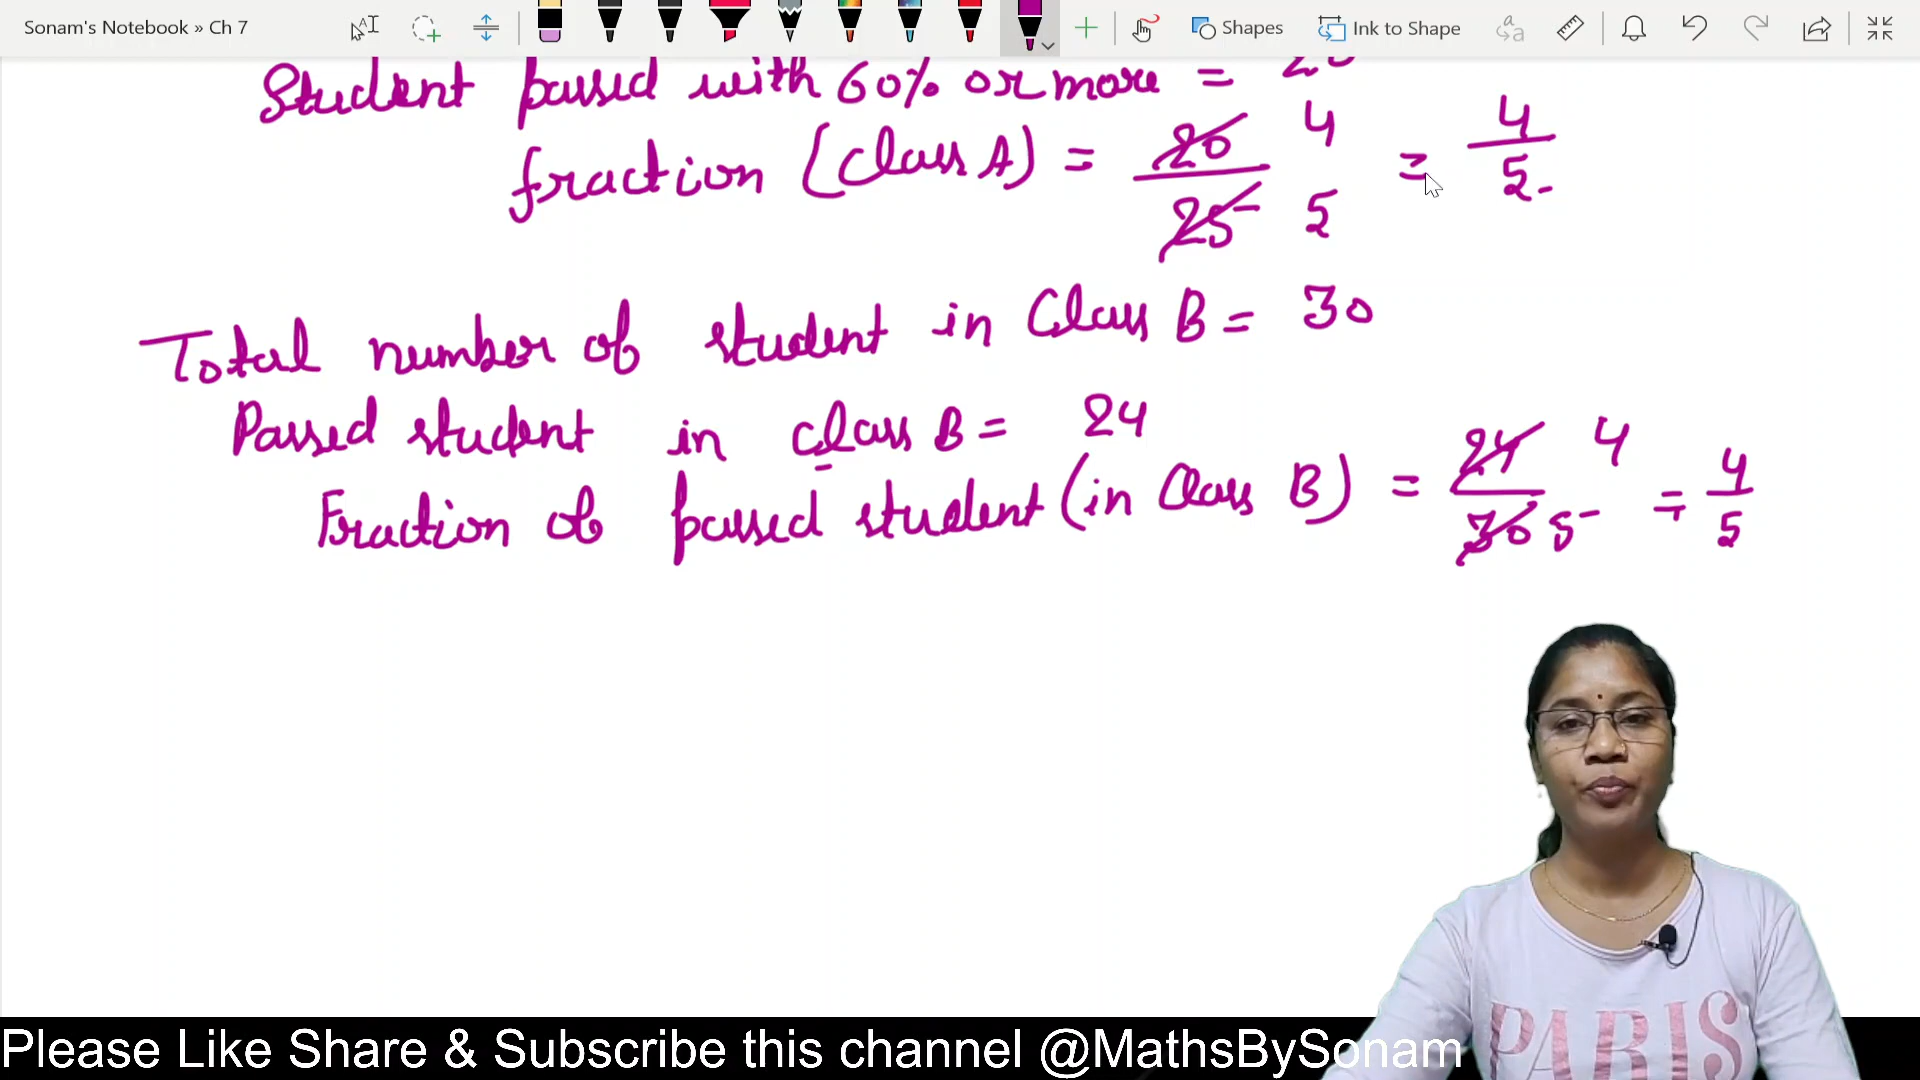 Sonam's Notebook » Ch 7
Shapes
Ink to Shape
Student passed with 60% or more = 20
fraction (Class A) = 20/25 4 5 = 4/5
Total number of student in Class B = 30
Passed student in class B = 24
Fraction of passed student (in Class B) = 24/30 4 5 = 4/5
PARIS
Please Like Share & Subscribe this channel @MathsBySonam